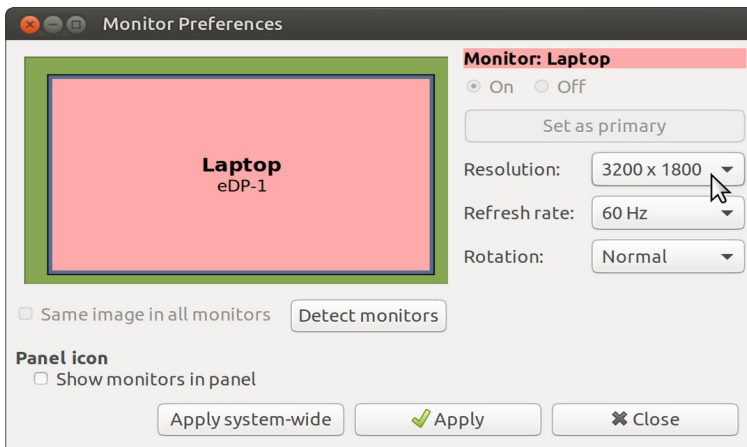 Monitor Preferences
Monitor: Laptop
On Off
Set as primary
Laptop
eDP-1
Resolution: 3200 x 1800
Refresh rate: 60 Hz
Rotation: Normal
Same image in all monitors Detect monitors
Panel icon
Show monitors in panel
Apply system-wide Apply Close